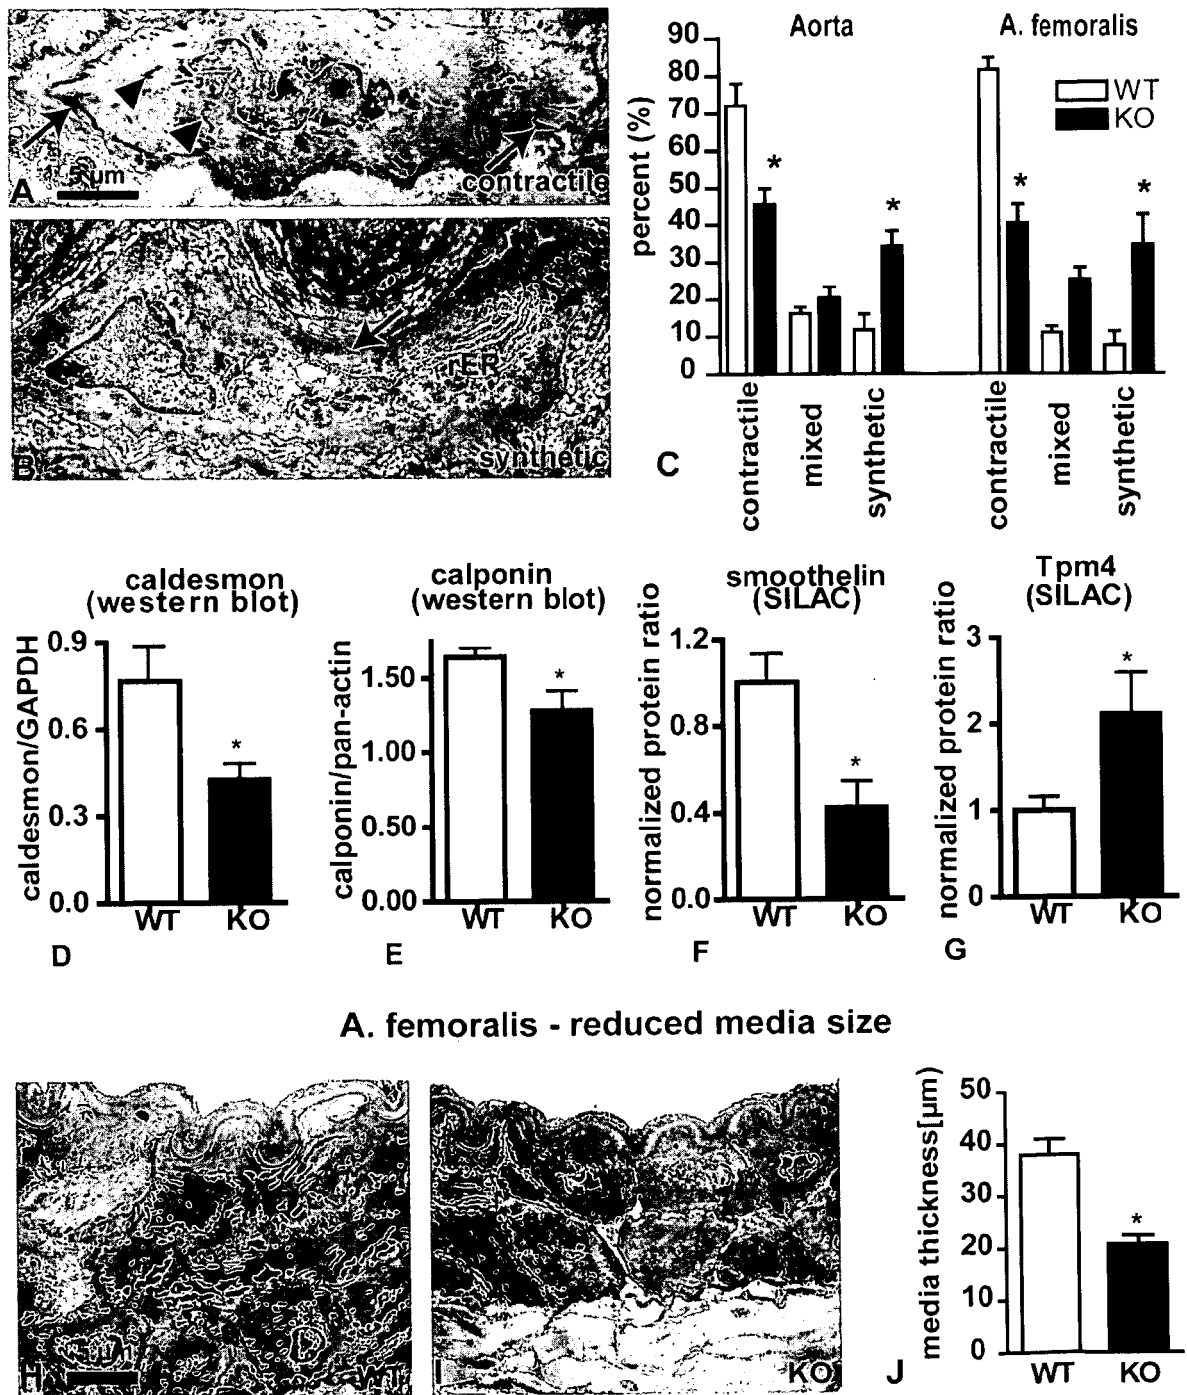 A
5 µm
contractile
B
rER
synthetic
Aorta
A. femoralis
percent (%)
90
80
70
60
50
40
30
20
10
0
WT
KO
*
*
*
*
contractile
mixed
synthetic
contractile
mixed
synthetic
C
caldesmon
(western blot)
caldesmon/GAPDH
0.9
0.6
0.3
0.0
*
WT KO
D
calponin
(western blot)
calponin/pan-actin
1.50
1.00
0.50
0.00
*
WT KO
E
smoothelin
(SILAC)
normalized protein ratio
1.2
0.8
0.4
0.0
*
WT KO
F
Tpm4
(SILAC)
normalized protein ratio
3
2
1
0
*
WT KO
G
A. femoralis - reduced media size
H
WT
I
KO
media thickness[µm]
50
40
30
20
10
0
*
WT KO
J